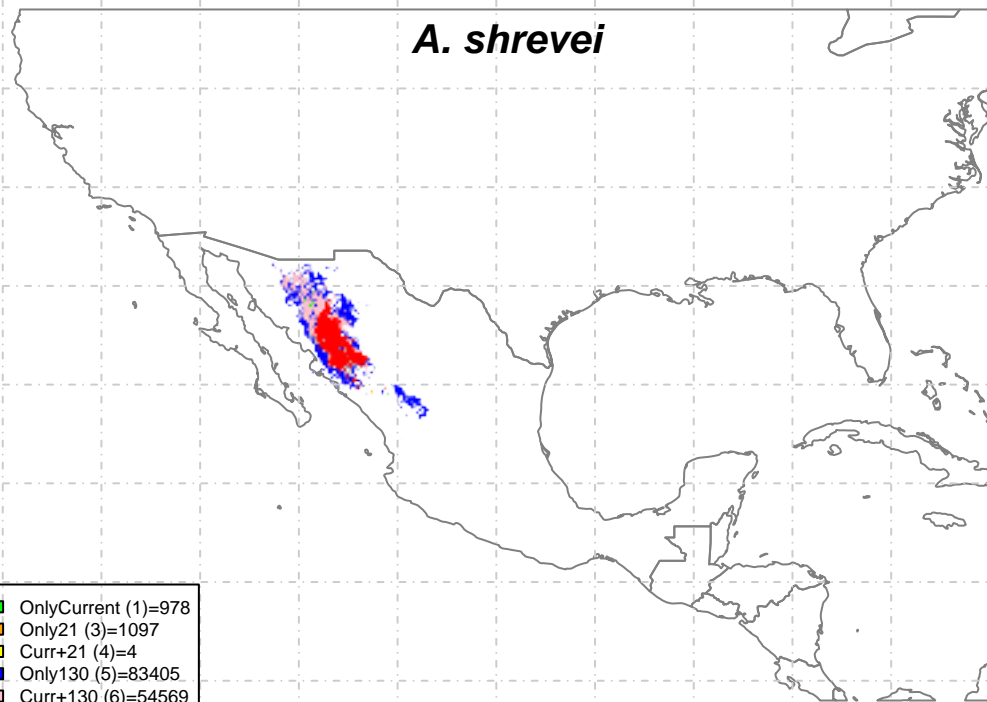 A. shrevei
OnlyCurrent (1)=978
Only21 (3)=1097
Curr+21 (4)=4
Only130 (5)=83405
Curr+130 (6)=54569